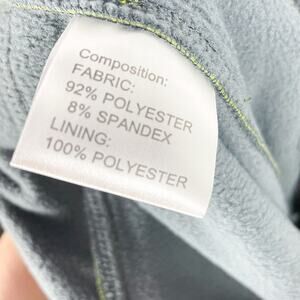 Composition:
FABRIC:
92% POLYESTER
8% SPANDEX
LINING:
100% POLYESTER